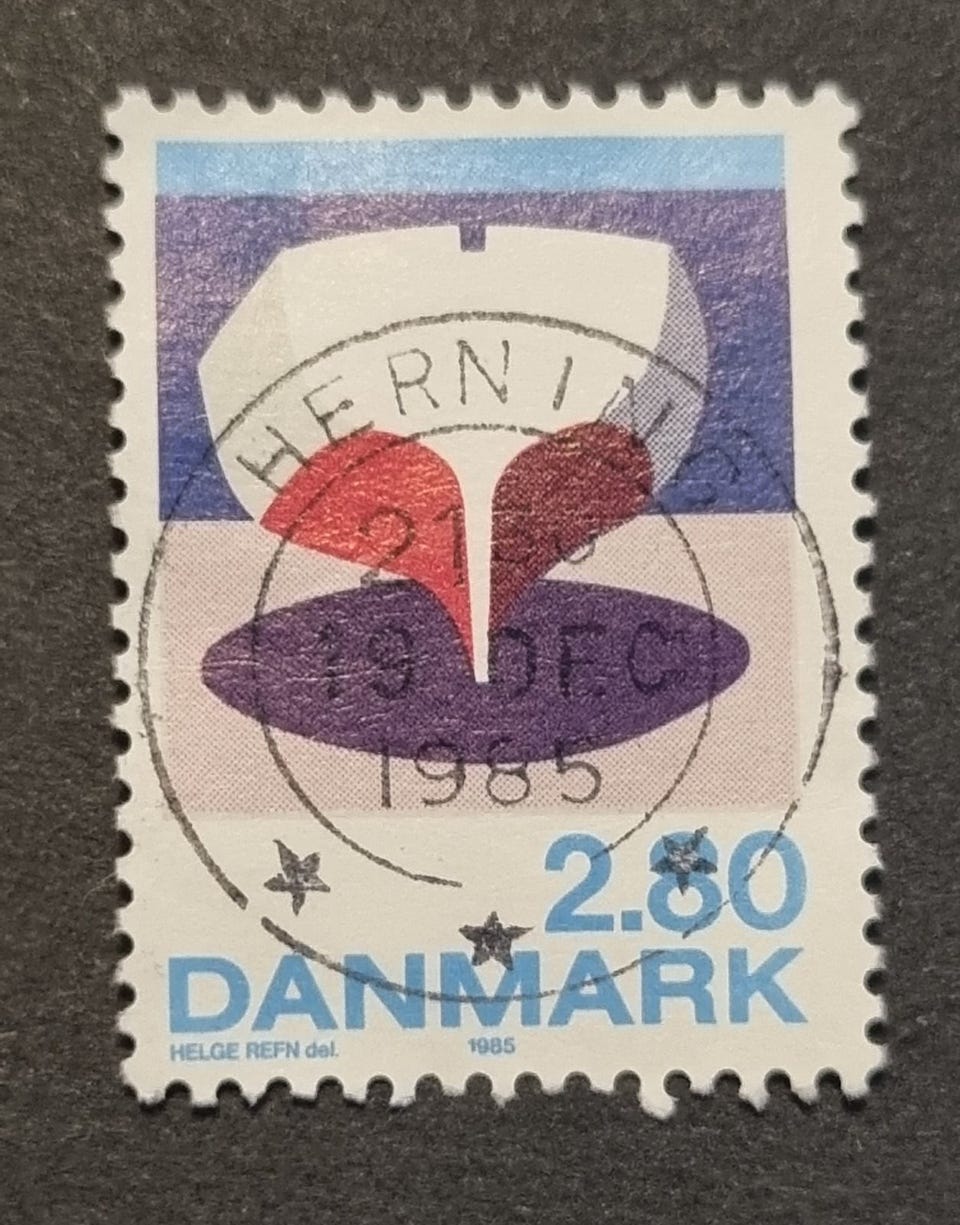 HERNING
19 DEC
1985
2.80
DANMARK
HELGE REFN del. 1985